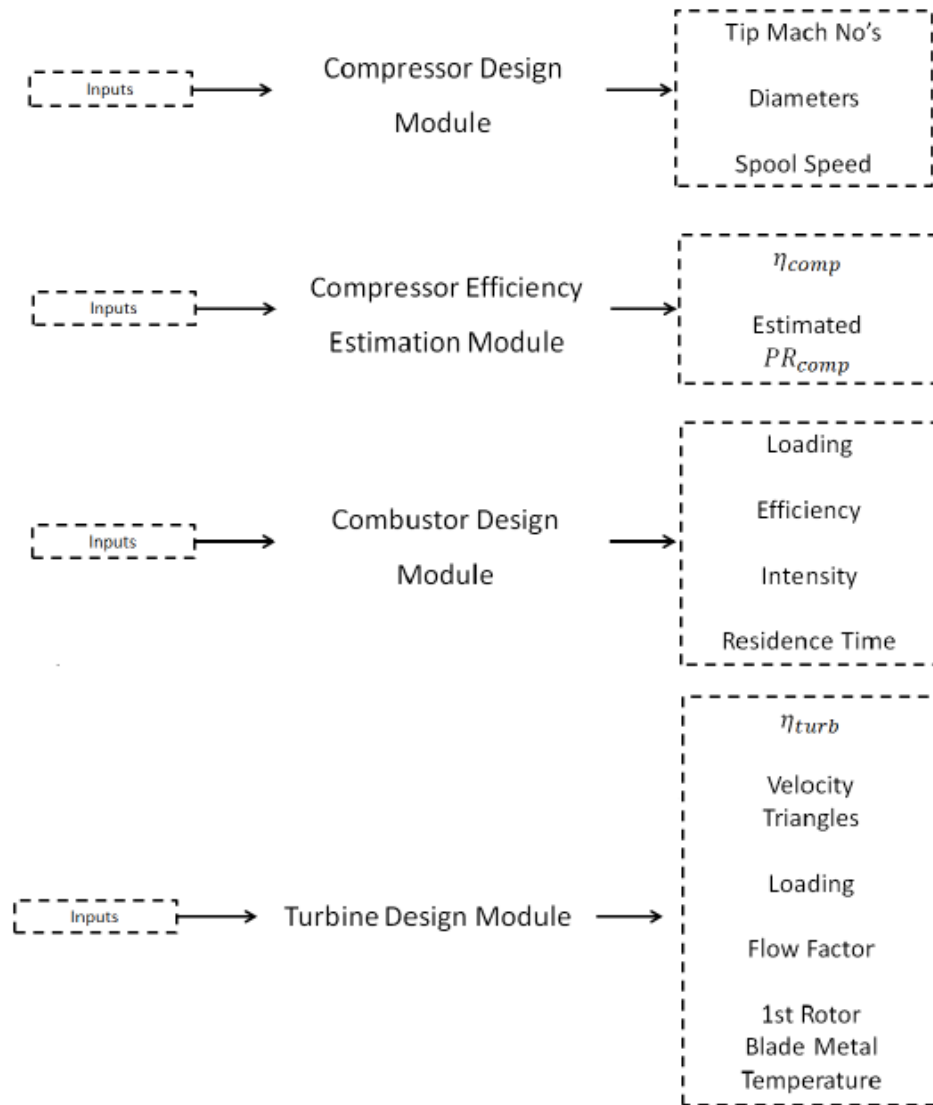 Inputs
Compressor Design
Module
Tip Mach No's
Diameters
Spool Speed
Inputs
Compressor Efficiency
Estimation Module
η_comp
Estimated
PR_comp
Inputs
Combustor Design
Module
Loading
Efficiency
Intensity
Residence Time
Inputs
Turbine Design Module
η_turb
Velocity
Triangles
Loading
Flow Factor
1st Rotor
Blade Metal
Temperature